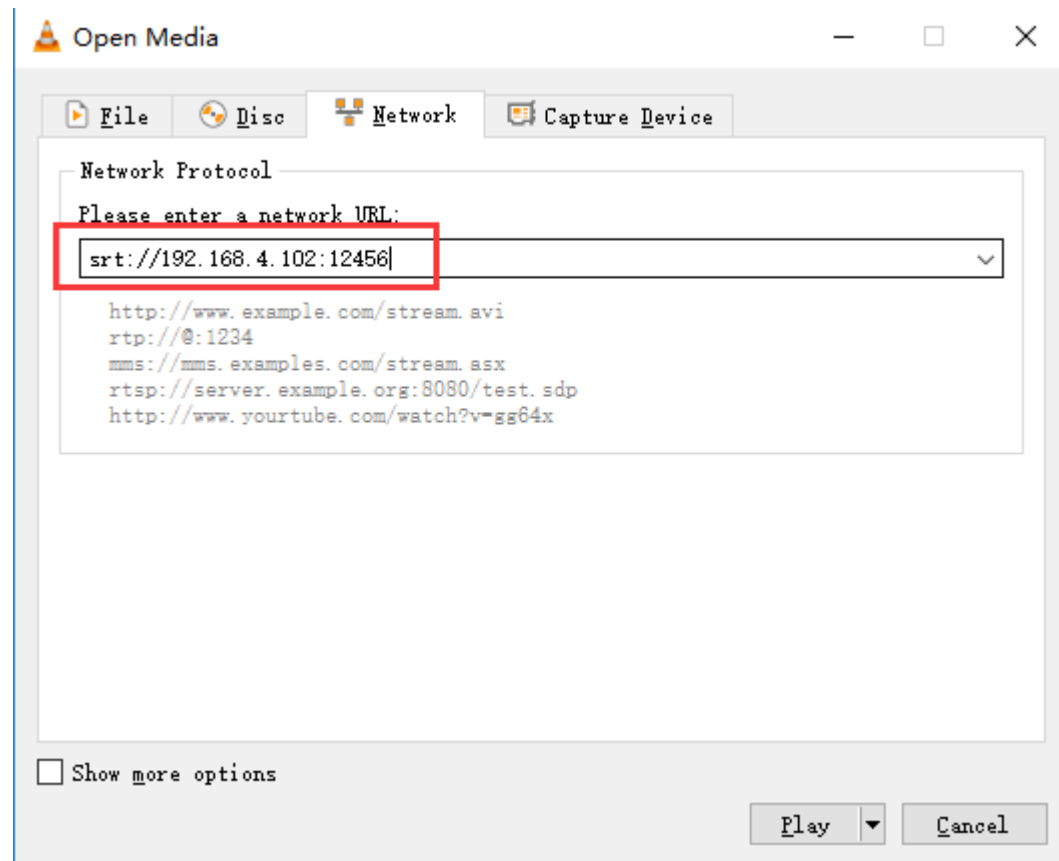 Open Media
File Disc Network Capture Device
Network Protocol
Please enter a network URL:
srt://192.168.4.102:12456
http://www.example.com/stream.avi
rtp://@:1234
mms://mms.examples.com/stream.asx
rtsp://server.example.org:8080/test.sdp
http://www.yourtube.com/watch?v=gg64x
Show more options
Play Cancel